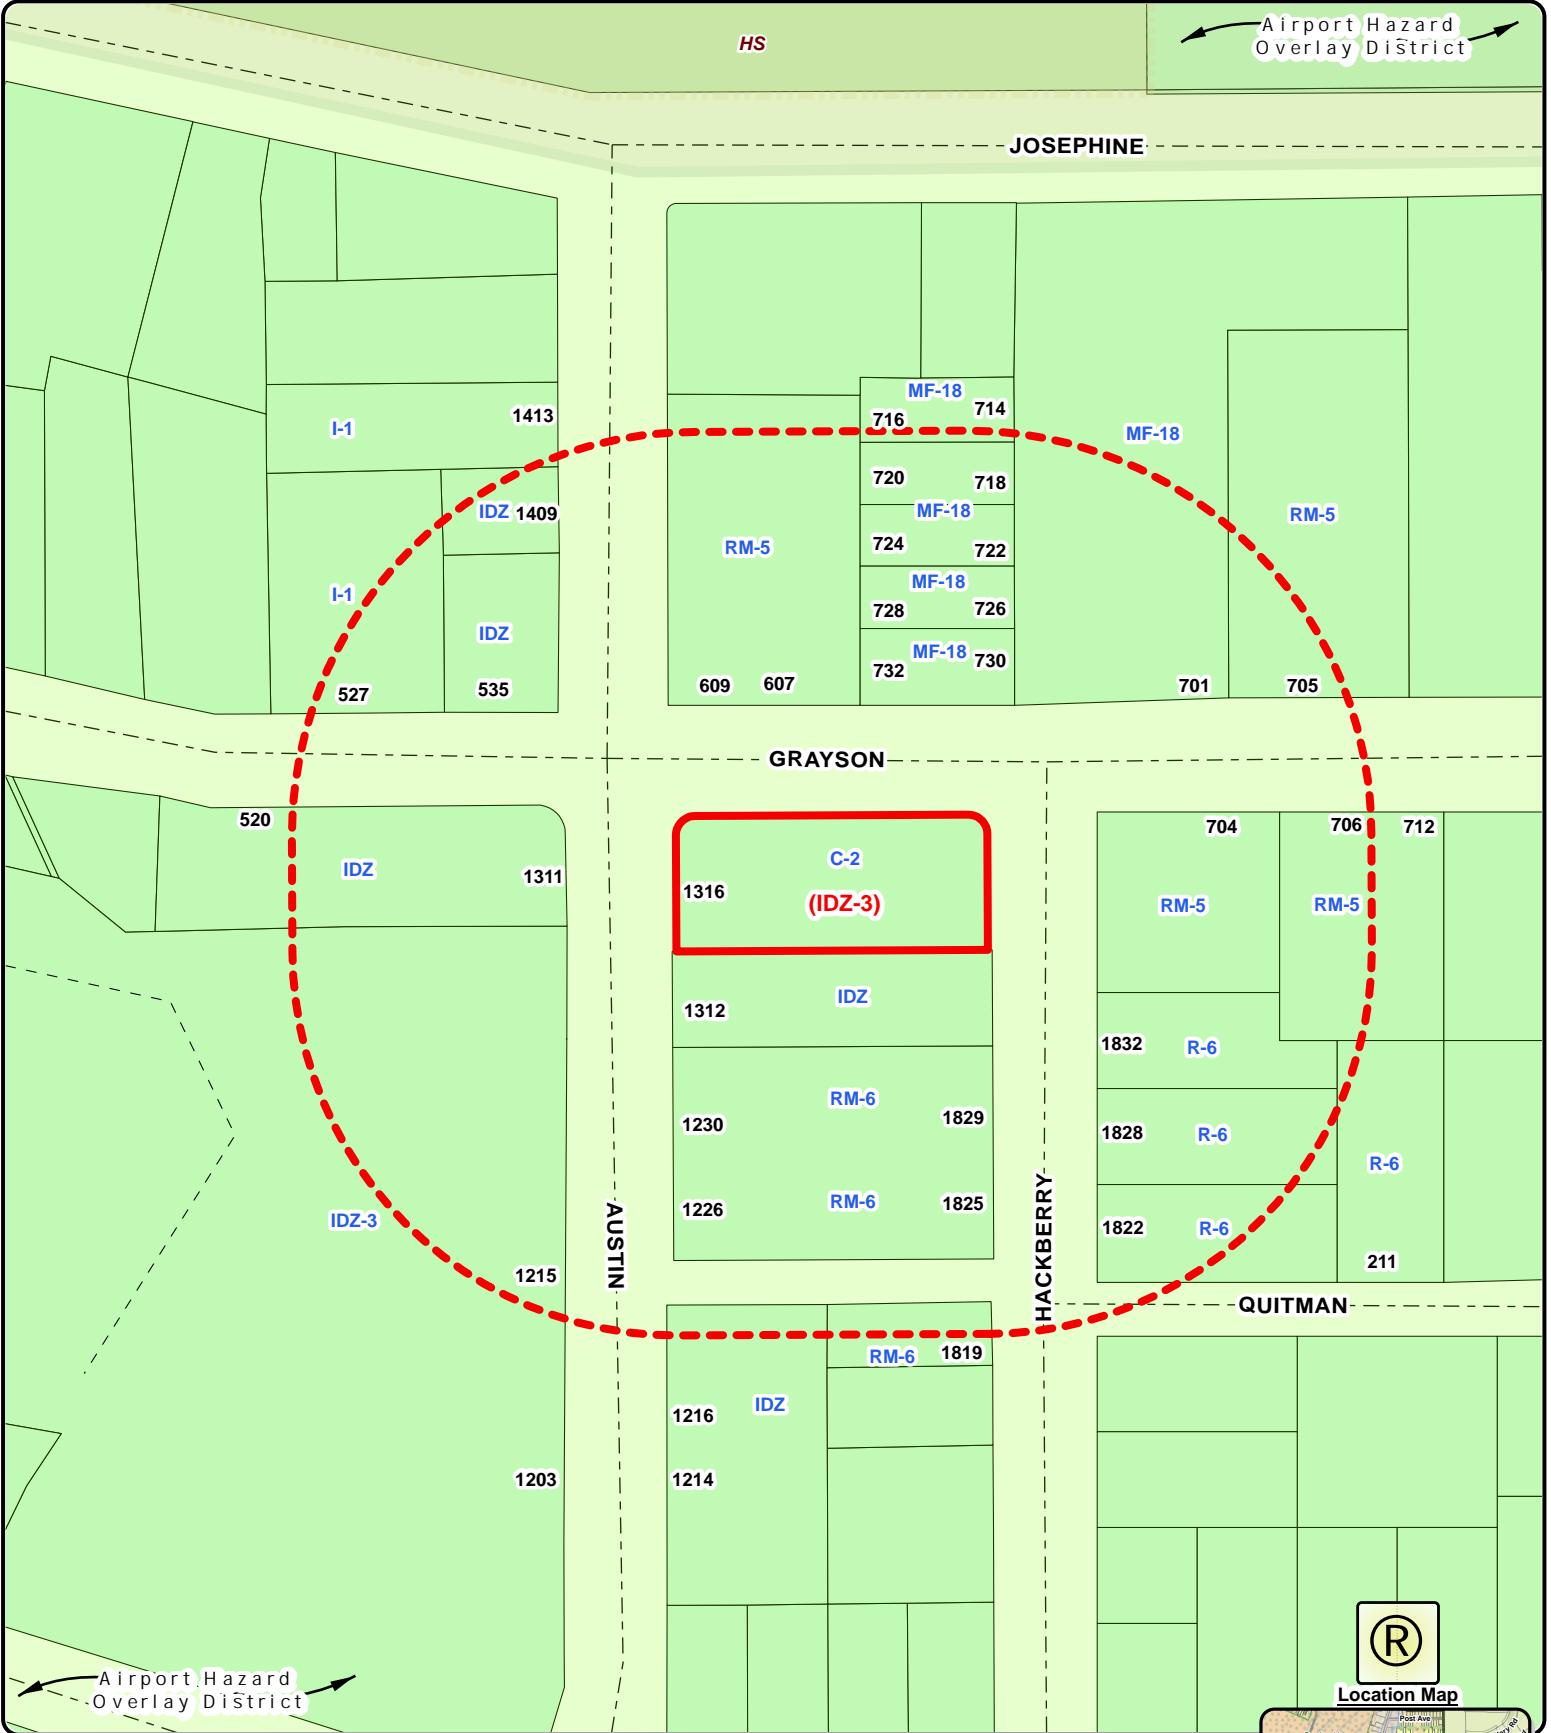 HS
Airport Hazard
Overlay District
JOSEPHINE
MF-18
716
714
I-1
1413
MF-18
720
718
IDZ
1409
MF-18
RM-5
724
722
RM-5
I-1
MF-18
728
726
IDZ
MF-18
732
730
527
535
609
607
701
705
GRAYSON
520
704
706
712
IDZ
1311
C-2
1316
(IDZ-3)
RM-5
RM-5
1312
IDZ
1832
R-6
1230
RM-6
1829
1828
R-6
R-6
1226
RM-6
1825
IDZ-3
AUSTIN
HACKBERRY
1822
R-6
1215
211
QUITMAN
RM-6
1819
1216
IDZ
1203
1214
R
Airport Hazard
Overlay District
Location Map
Post Ave